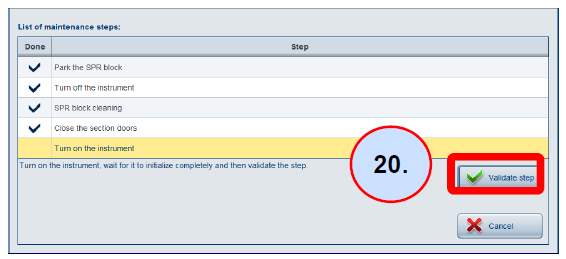 List of maintenance steps:
Done Step
Park the SPR block
Turn off the instrument
SPR block cleaning
Close the section doors
Turn on the instrument
Turn on the instrument, wait for it to initialize completely and then validate the step.
20.
Validate step
Cancel